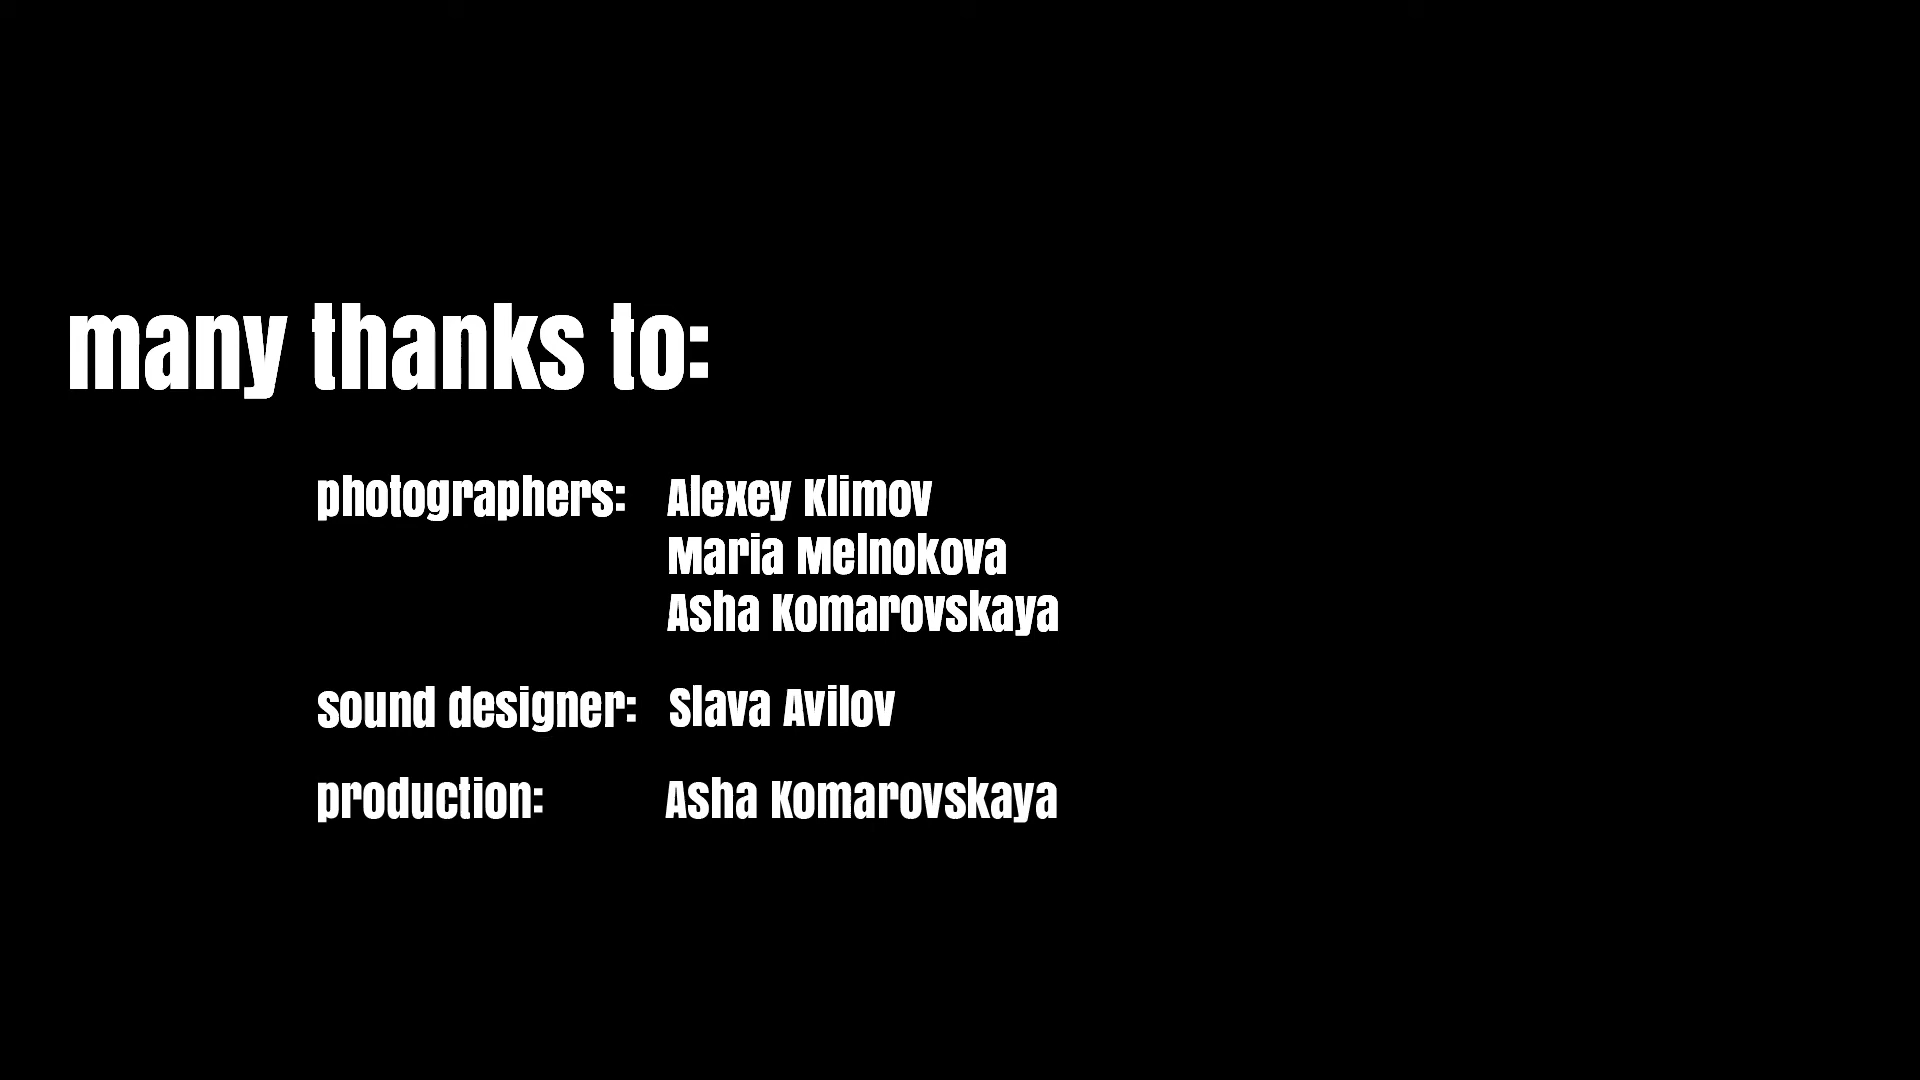 many thanks to:
photographers: Alexey Klimov
Maria Melnokova
Asha Komarovskaya
sound designer: Slava Avilov
production: Asha Komarovskaya